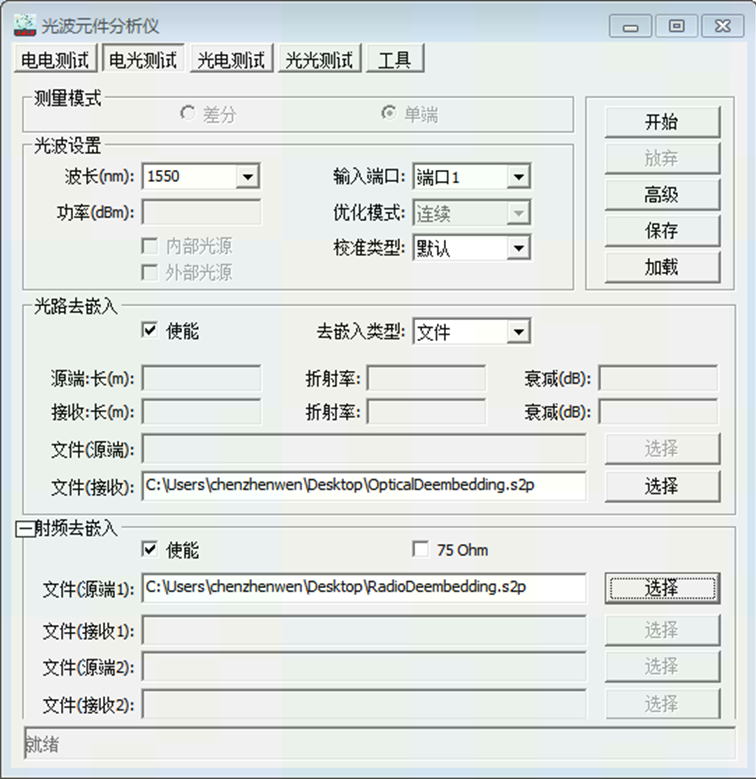 光波元件分析仪
电电测试 电光测试 光电测试 光光测试 工具
测量模式
差分 单端
开始
光波设置
放弃
波长(nm): 1550 输入端口: 端口1
高级
功率(dBm): 优化模式: 连续
保存
内部光源 校准类型: 默认
加载
外部光源
光路去嵌入
使能 去嵌入类型: 文件
源端:长(m): 折射率: 衰减(dB):
接收:长(m): 折射率: 衰减(dB):
文件(源端): 选择
文件(接收): C:\Users\chenzhenwen\Desktop\OpticalDeembedding.s2p 选择
射频去嵌入
使能 75 Ohm
文件(源端1): C:\Users\chenzhenwen\Desktop\RadioDeembedding.s2p 选择
文件(接收1): 选择
文件(源端2): 选择
文件(接收2): 选择
就绪